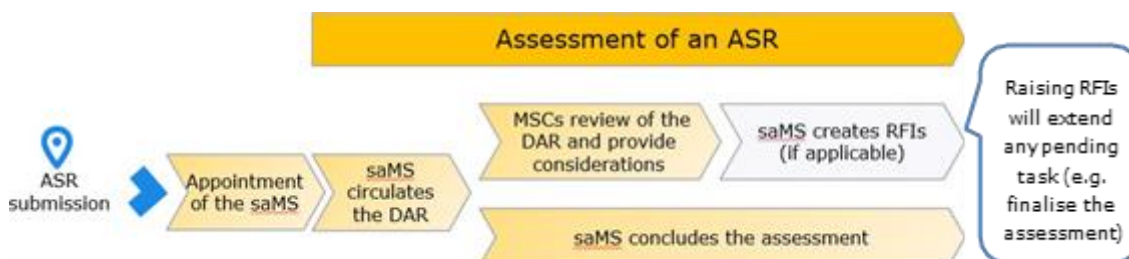 Assessment of an ASR
ASR
submission
Appointment
of the saMS
saMS
circulates
the DAR
MSCs review of the
DAR and provide
considerations
saMS creates RFIs
(if applicable)
saMS concludes the assessment
Raising RFIs
will extend
any pending
task (e.g.
finalise the
assessment)